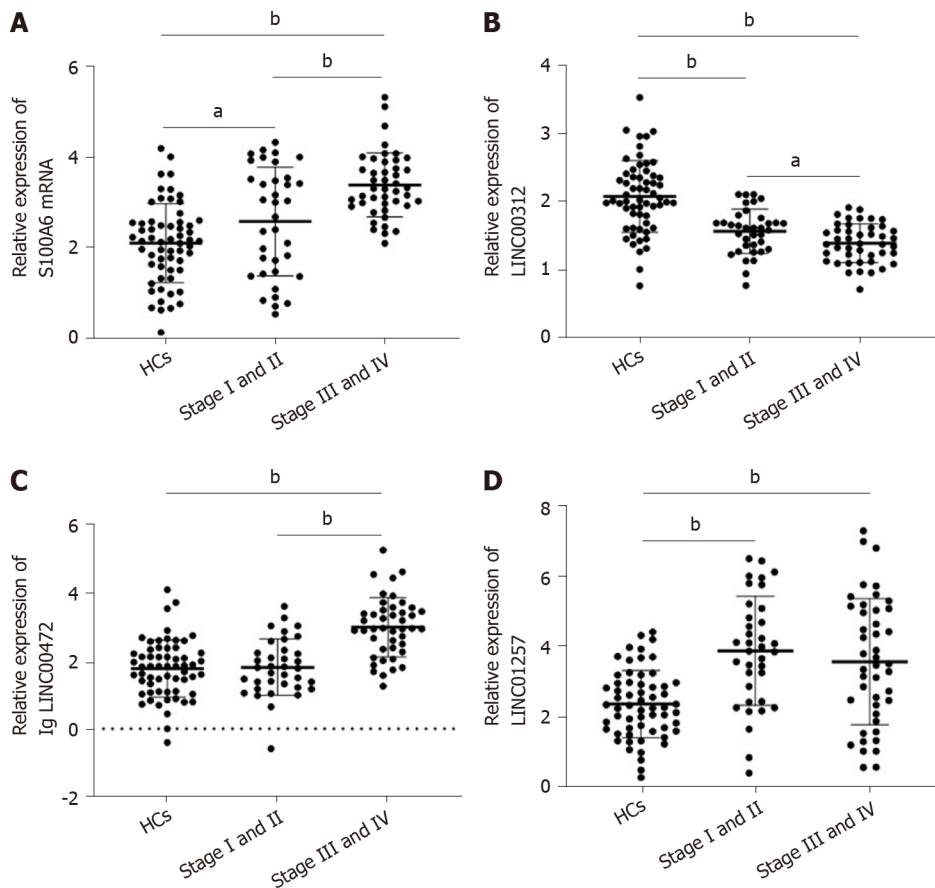 A
b
b
a
Relative expression of
S100A6 mRNA
6
4
2
0
HCs
Stage I and II
Stage III and IV
B
b
b
a
Relative expression of
LINC00312
4
3
2
1
0
HCs
Stage I and II
Stage III and IV
C
b
b
Relative expression of
Ig LINC00472
6
4
2
0
-2
HCs
Stage I and II
Stage III and IV
D
b
b
Relative expression of
LINC01257
8
6
4
2
0
HCs
Stage I and II
Stage III and IV